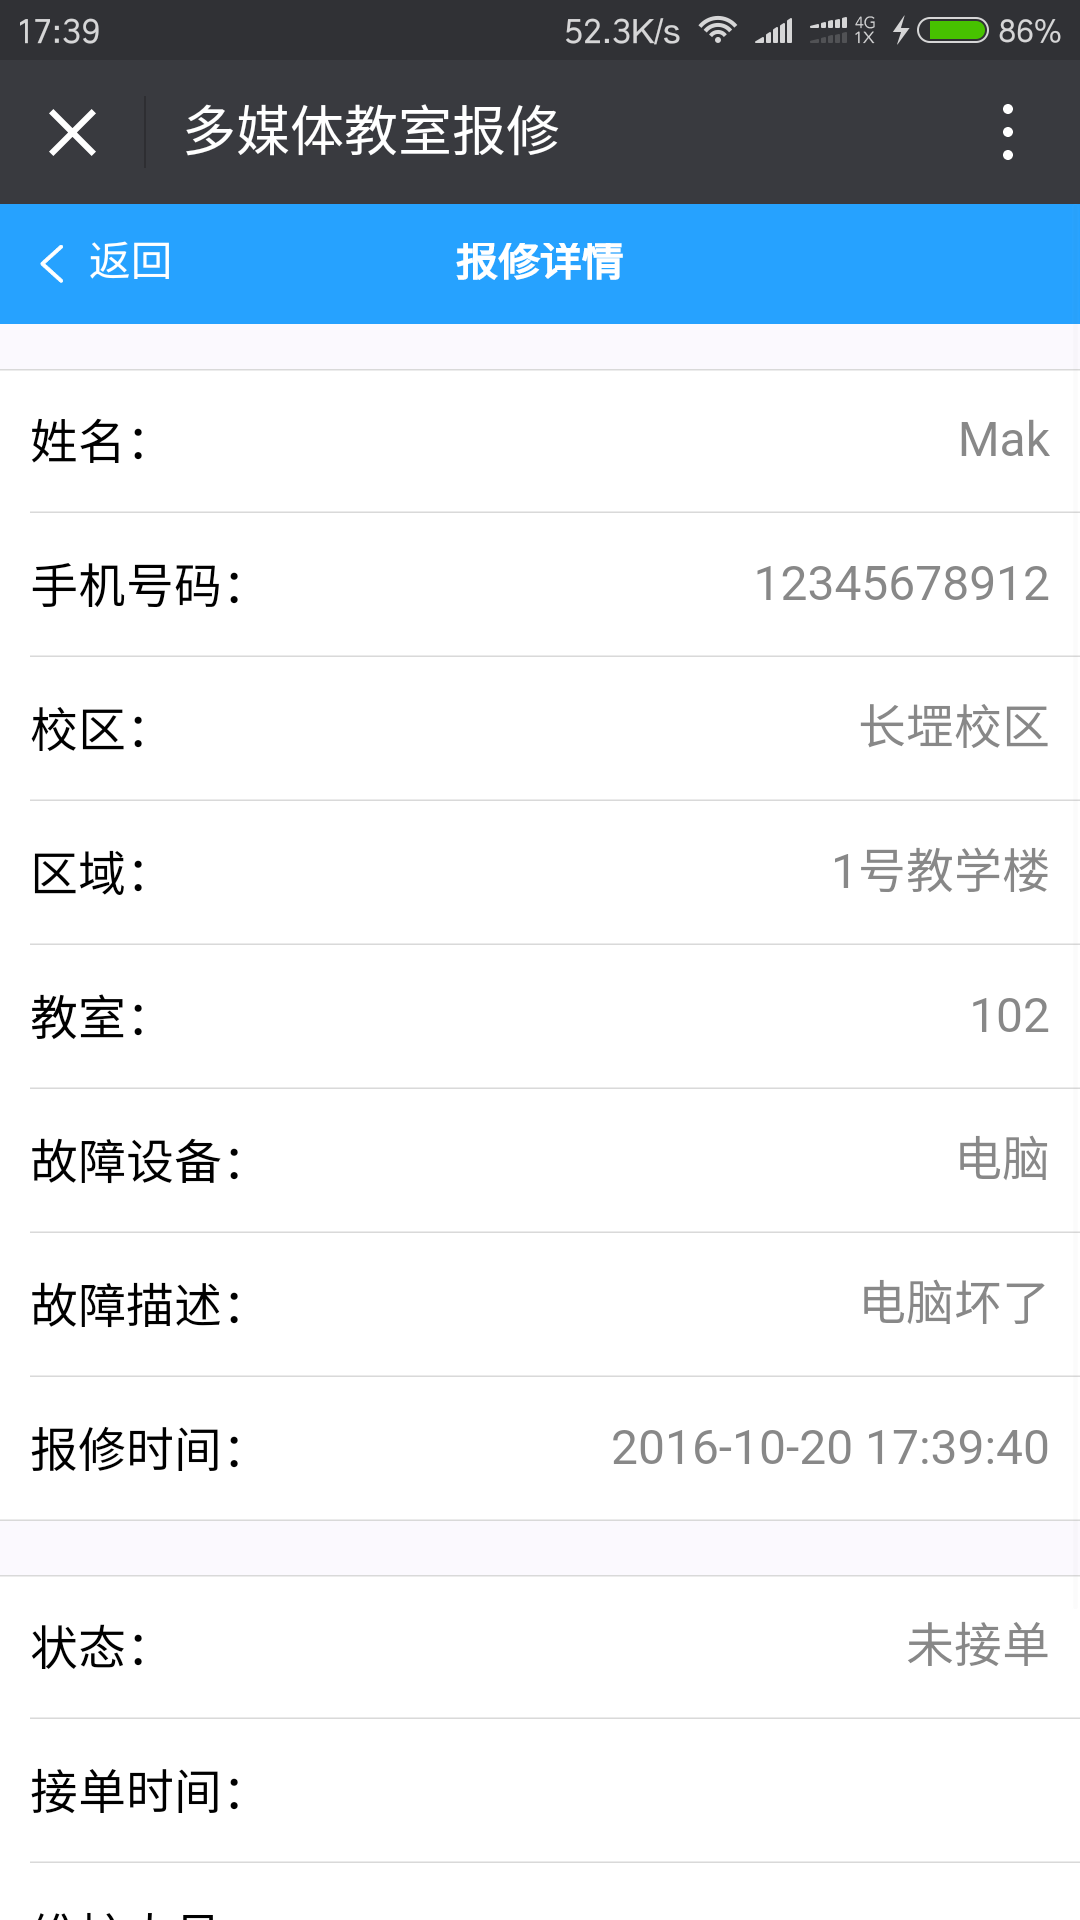 17:39 52.3K/s 4G 1X 86%
多媒体教室报修
返回 报修详情
姓名： Mak
手机号码： 12345678912
校区： 长堽校区
区域： 1号教学楼
教室： 102
故障设备： 电脑
故障描述： 电脑坏了
报修时间： 2016-10-20 17:39:40
状态： 未接单
接单时间：